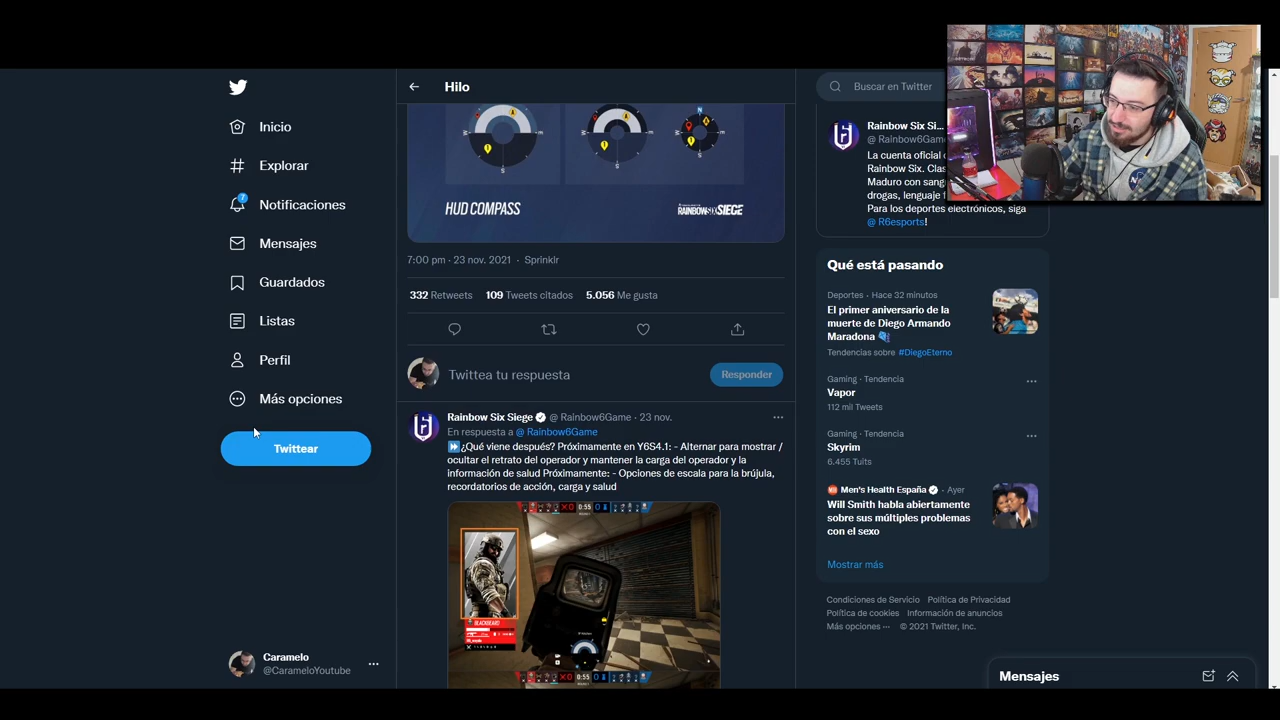 Inicio
Explorar
7
Notificaciones
Mensajes
Guardados
Listas
Perfil
Más opciones
Twittear
Caramelo
@CarameloYoutube
Hilo
HUD COMPASS
RAINBOW SIX SIEGE
7:00 pm · 23 nov. 2021 · Sprinklr
332 Retweets 109 Tweets citados 5.056 Me gusta
Twittea tu respuesta
Responder
Rainbow Six Siege @ Rainbow6Game · 23 nov.
En respuesta a @ Rainbow6Game
⏩¿Qué viene después? Próximamente en Y6S4.1: - Alternar para mostrar /
ocultar el retrato del operador y mantener la carga del operador y la
información de salud Próximamente: - Opciones de escala para la brújula,
recordatorios de acción, carga y salud
0:55
BLACKBEARD
0:55
Buscar en Twitter
Rainbow Six Si...
@ Rainbow6Ga
La cuenta oficial
Rainbow Six. Clas
Maduro con sang
drogas, lenguaje f
Para los deportes electrónicos, siga
@ R6esports!
Qué está pasando
Deportes · Hace 32 minutos
El primer aniversario de la
muerte de Diego Armando
Maradona
Tendencias sobre #DiegoEterno
Gaming · Tendencia
Vapor
112 mil Tweets
Gaming · Tendencia
Skyrim
6.455 Tuits
Men's Health España · Ayer
Will Smith habla abiertamente
sobre sus múltiples problemas
con el sexo
Mostrar más
Condiciones de Servicio Política de Privacidad
Política de cookies Información de anuncios
Más opciones ··· © 2021 Twitter, Inc.
Mensajes